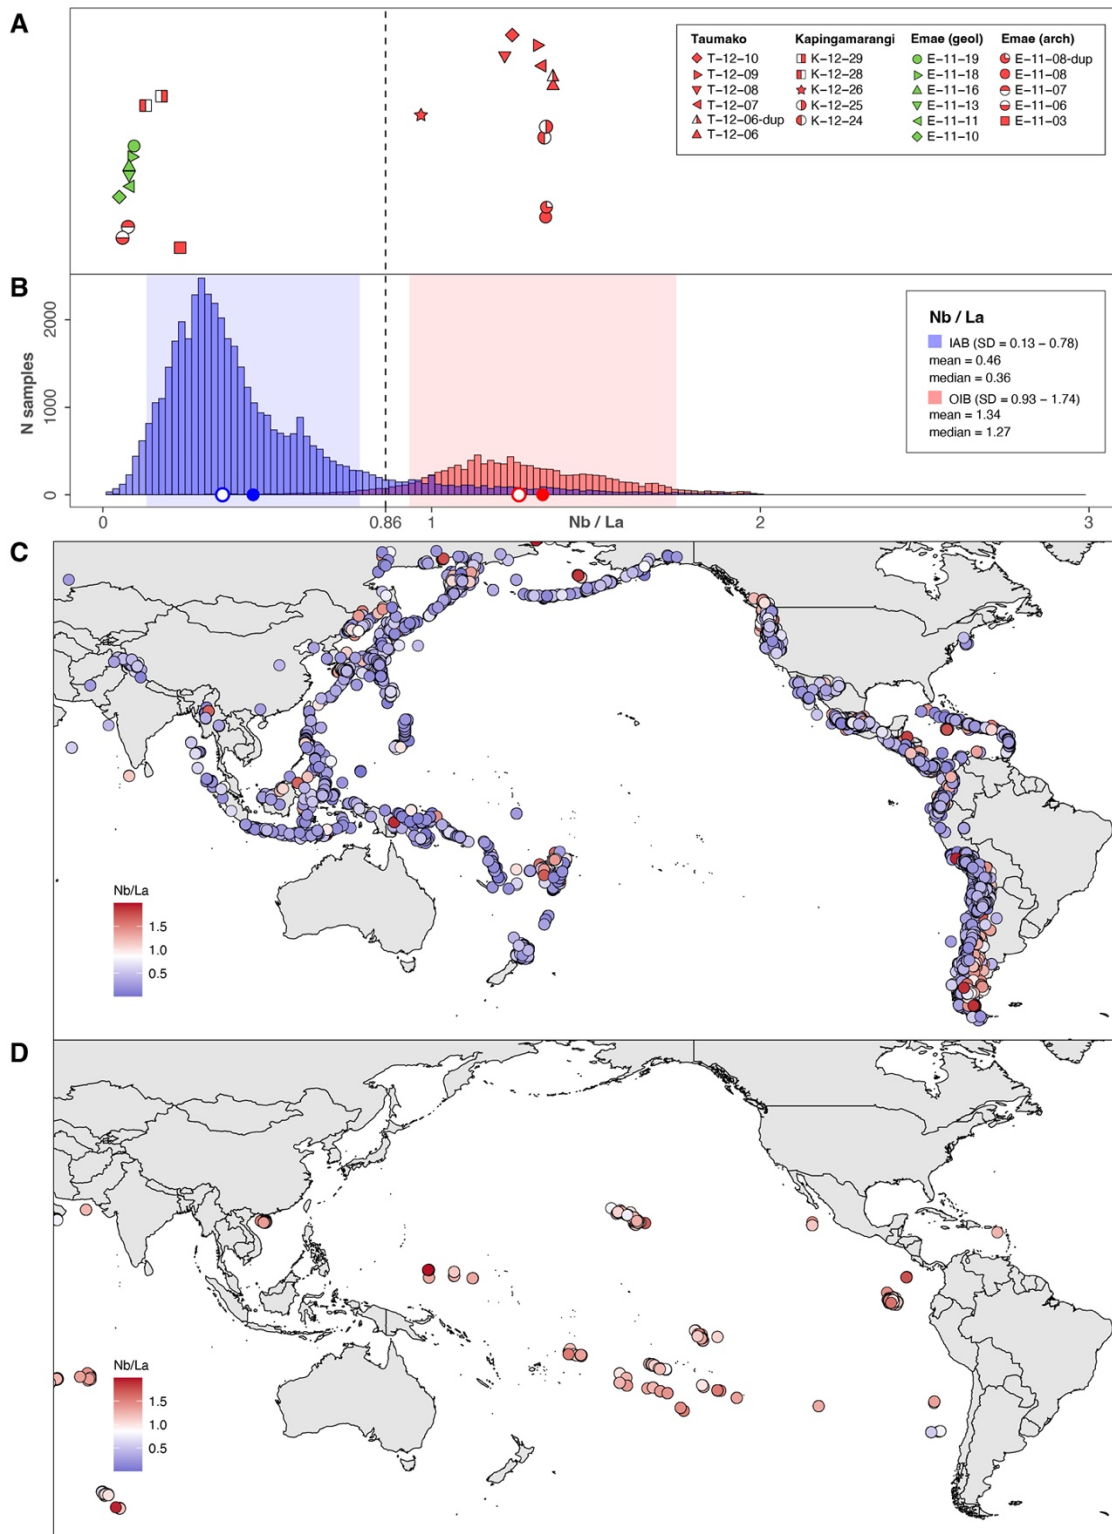 A
Taumako Kapingamarangi Emae (geol) Emae (arch)
T−12−10 K−12−29 E−11−19 E−11−08−dup
T−12−09 K−12−28 E−11−18 E−11−08
T−12−08 K−12−26 E−11−16 E−11−07
T−12−07 K−12−25 E−11−13 E−11−06
T−12−06−dup K−12−24 E−11−11 E−11−03
T−12−06 E−11−10
B
N samples
2000
1000
0
Nb / La
IAB (SD = 0.13 − 0.78)
mean = 0.46
median = 0.36
OIB (SD = 0.93 − 1.74)
mean = 1.34
median = 1.27
0 0.86 1 Nb / La 2 3
C
Nb/La
1.5
1.0
0.5
D
Nb/La
1.5
1.0
0.5